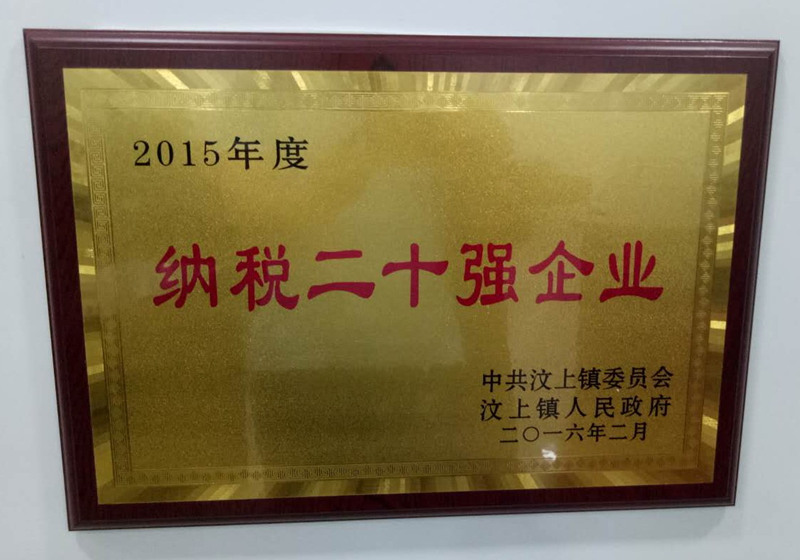 2015年度
纳税二十强企业
中共汶上镇委员会
汶上镇人民政府
二〇一六年二月